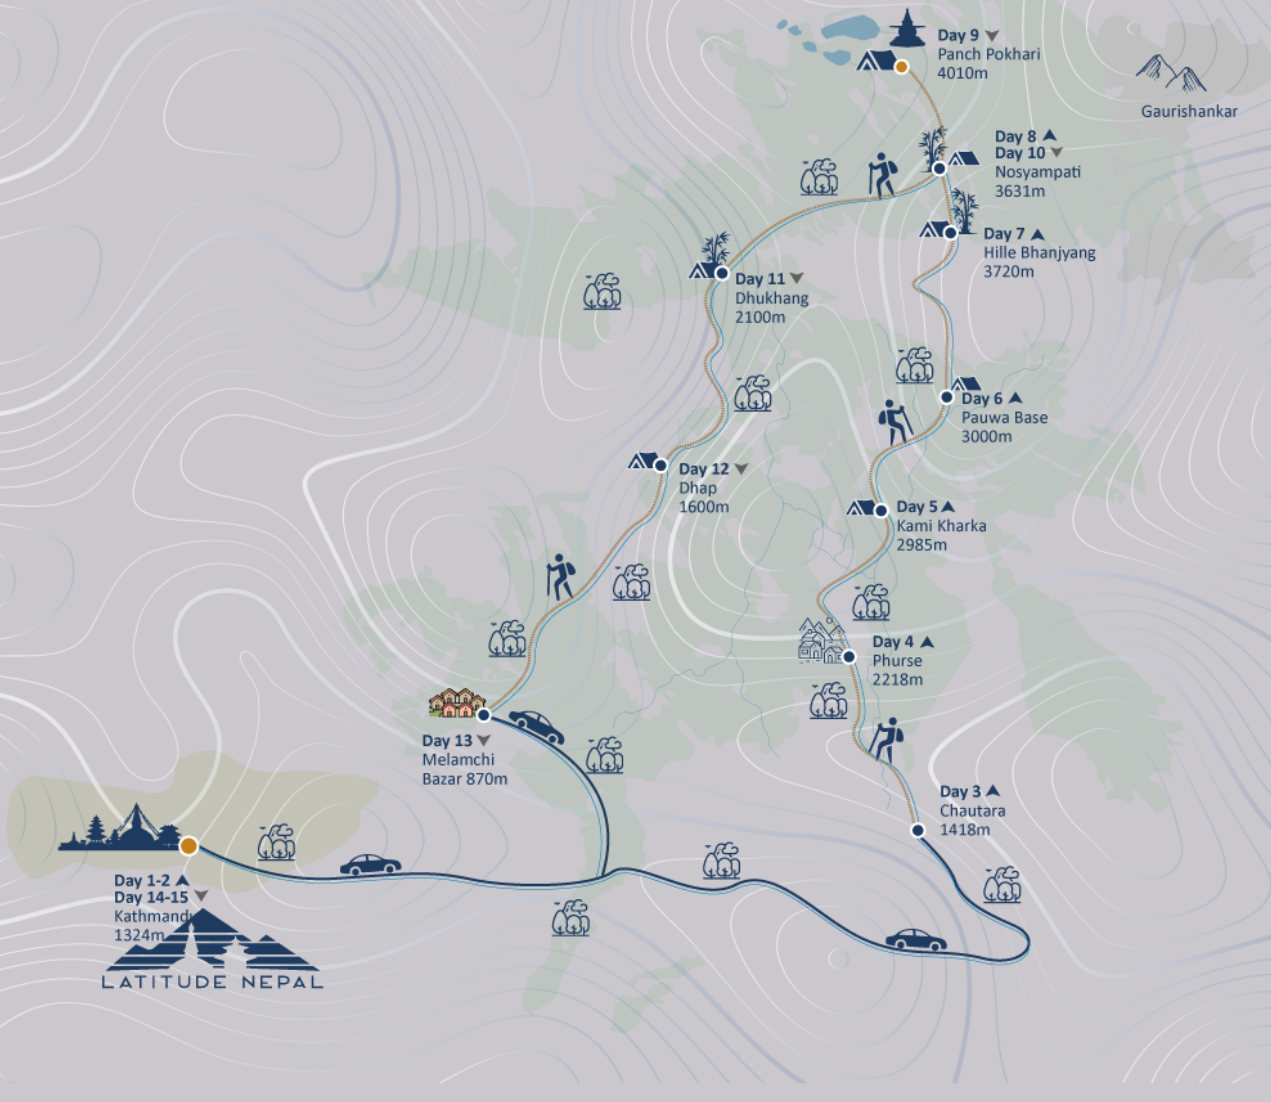 Day 9
Panch Pokhari
4010m
Gaurishankar
Day 8
Day 10
Nosyampati
3631m
Day 7
Hille Bhanjyang
3720m
Day 11
Dhukhang
2100m
Day 6
Pauwa Base
3000m
Day 12
Dhap
1600m
Day 5
Kami Kharka
2985m
Day 4
Phurse
2218m
Day 13
Melamchi
Bazar 870m
Day 3
Chautara
1418m
Day 1-2
Day 14-15
Kathmandu
1324m
LATITUDE NEPAL